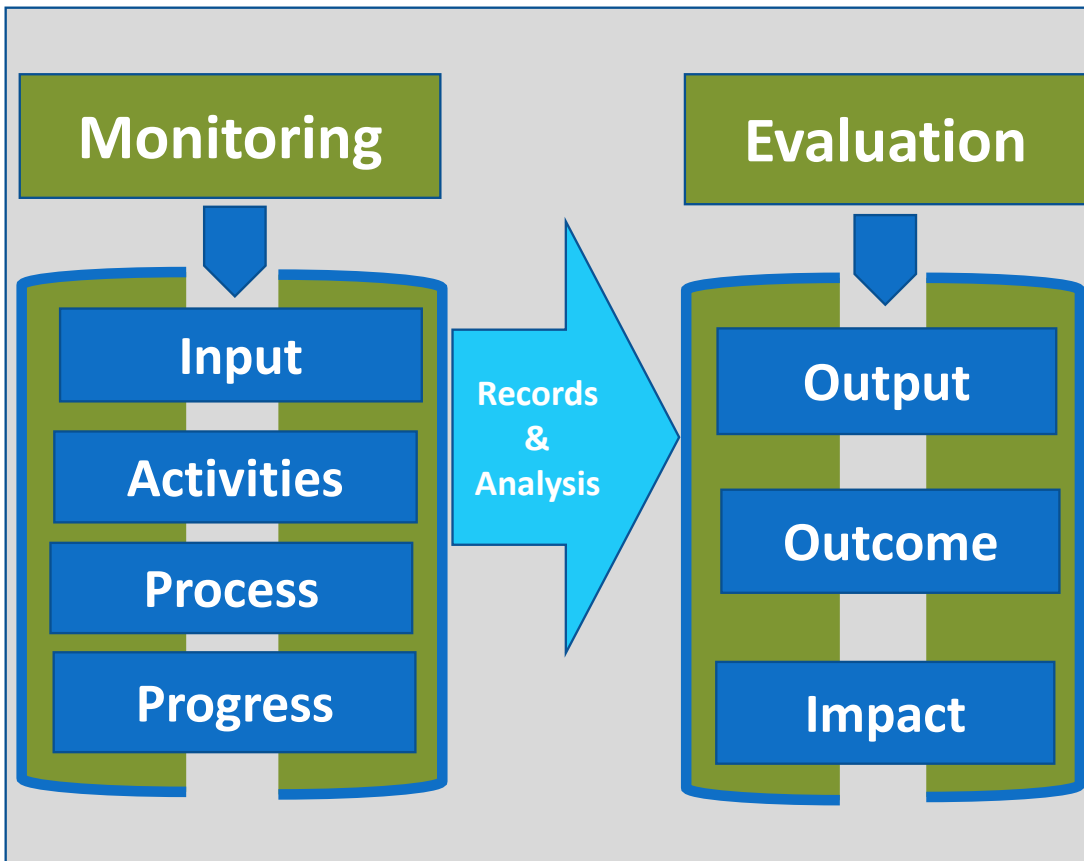 Monitoring
Input
Activities
Process
Progress
Records
&
Analysis
Evaluation
Output
Outcome
Impact